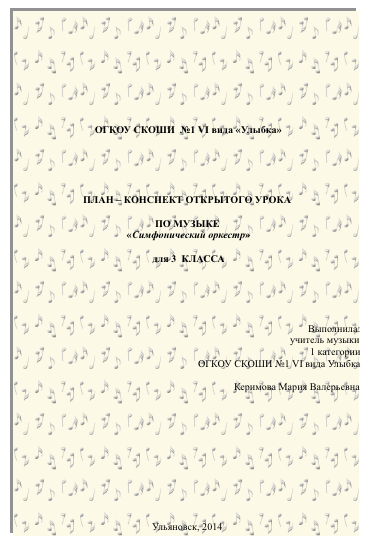 ОГКОУ СКОШИ №1 VI вида «Улыбка»
ПЛАН – КОНСПЕКТ ОТКРЫТОГО УРОКА
ПО МУЗЫКЕ
«Симфонический оркестр»
для 3 КЛАССА
Выполнила:
учитель музыки
1 категории
ОГКОУ СКОШИ №1 VI вида Улыбка
Керимова Мария Валерьевна
Ульяновск, 2014